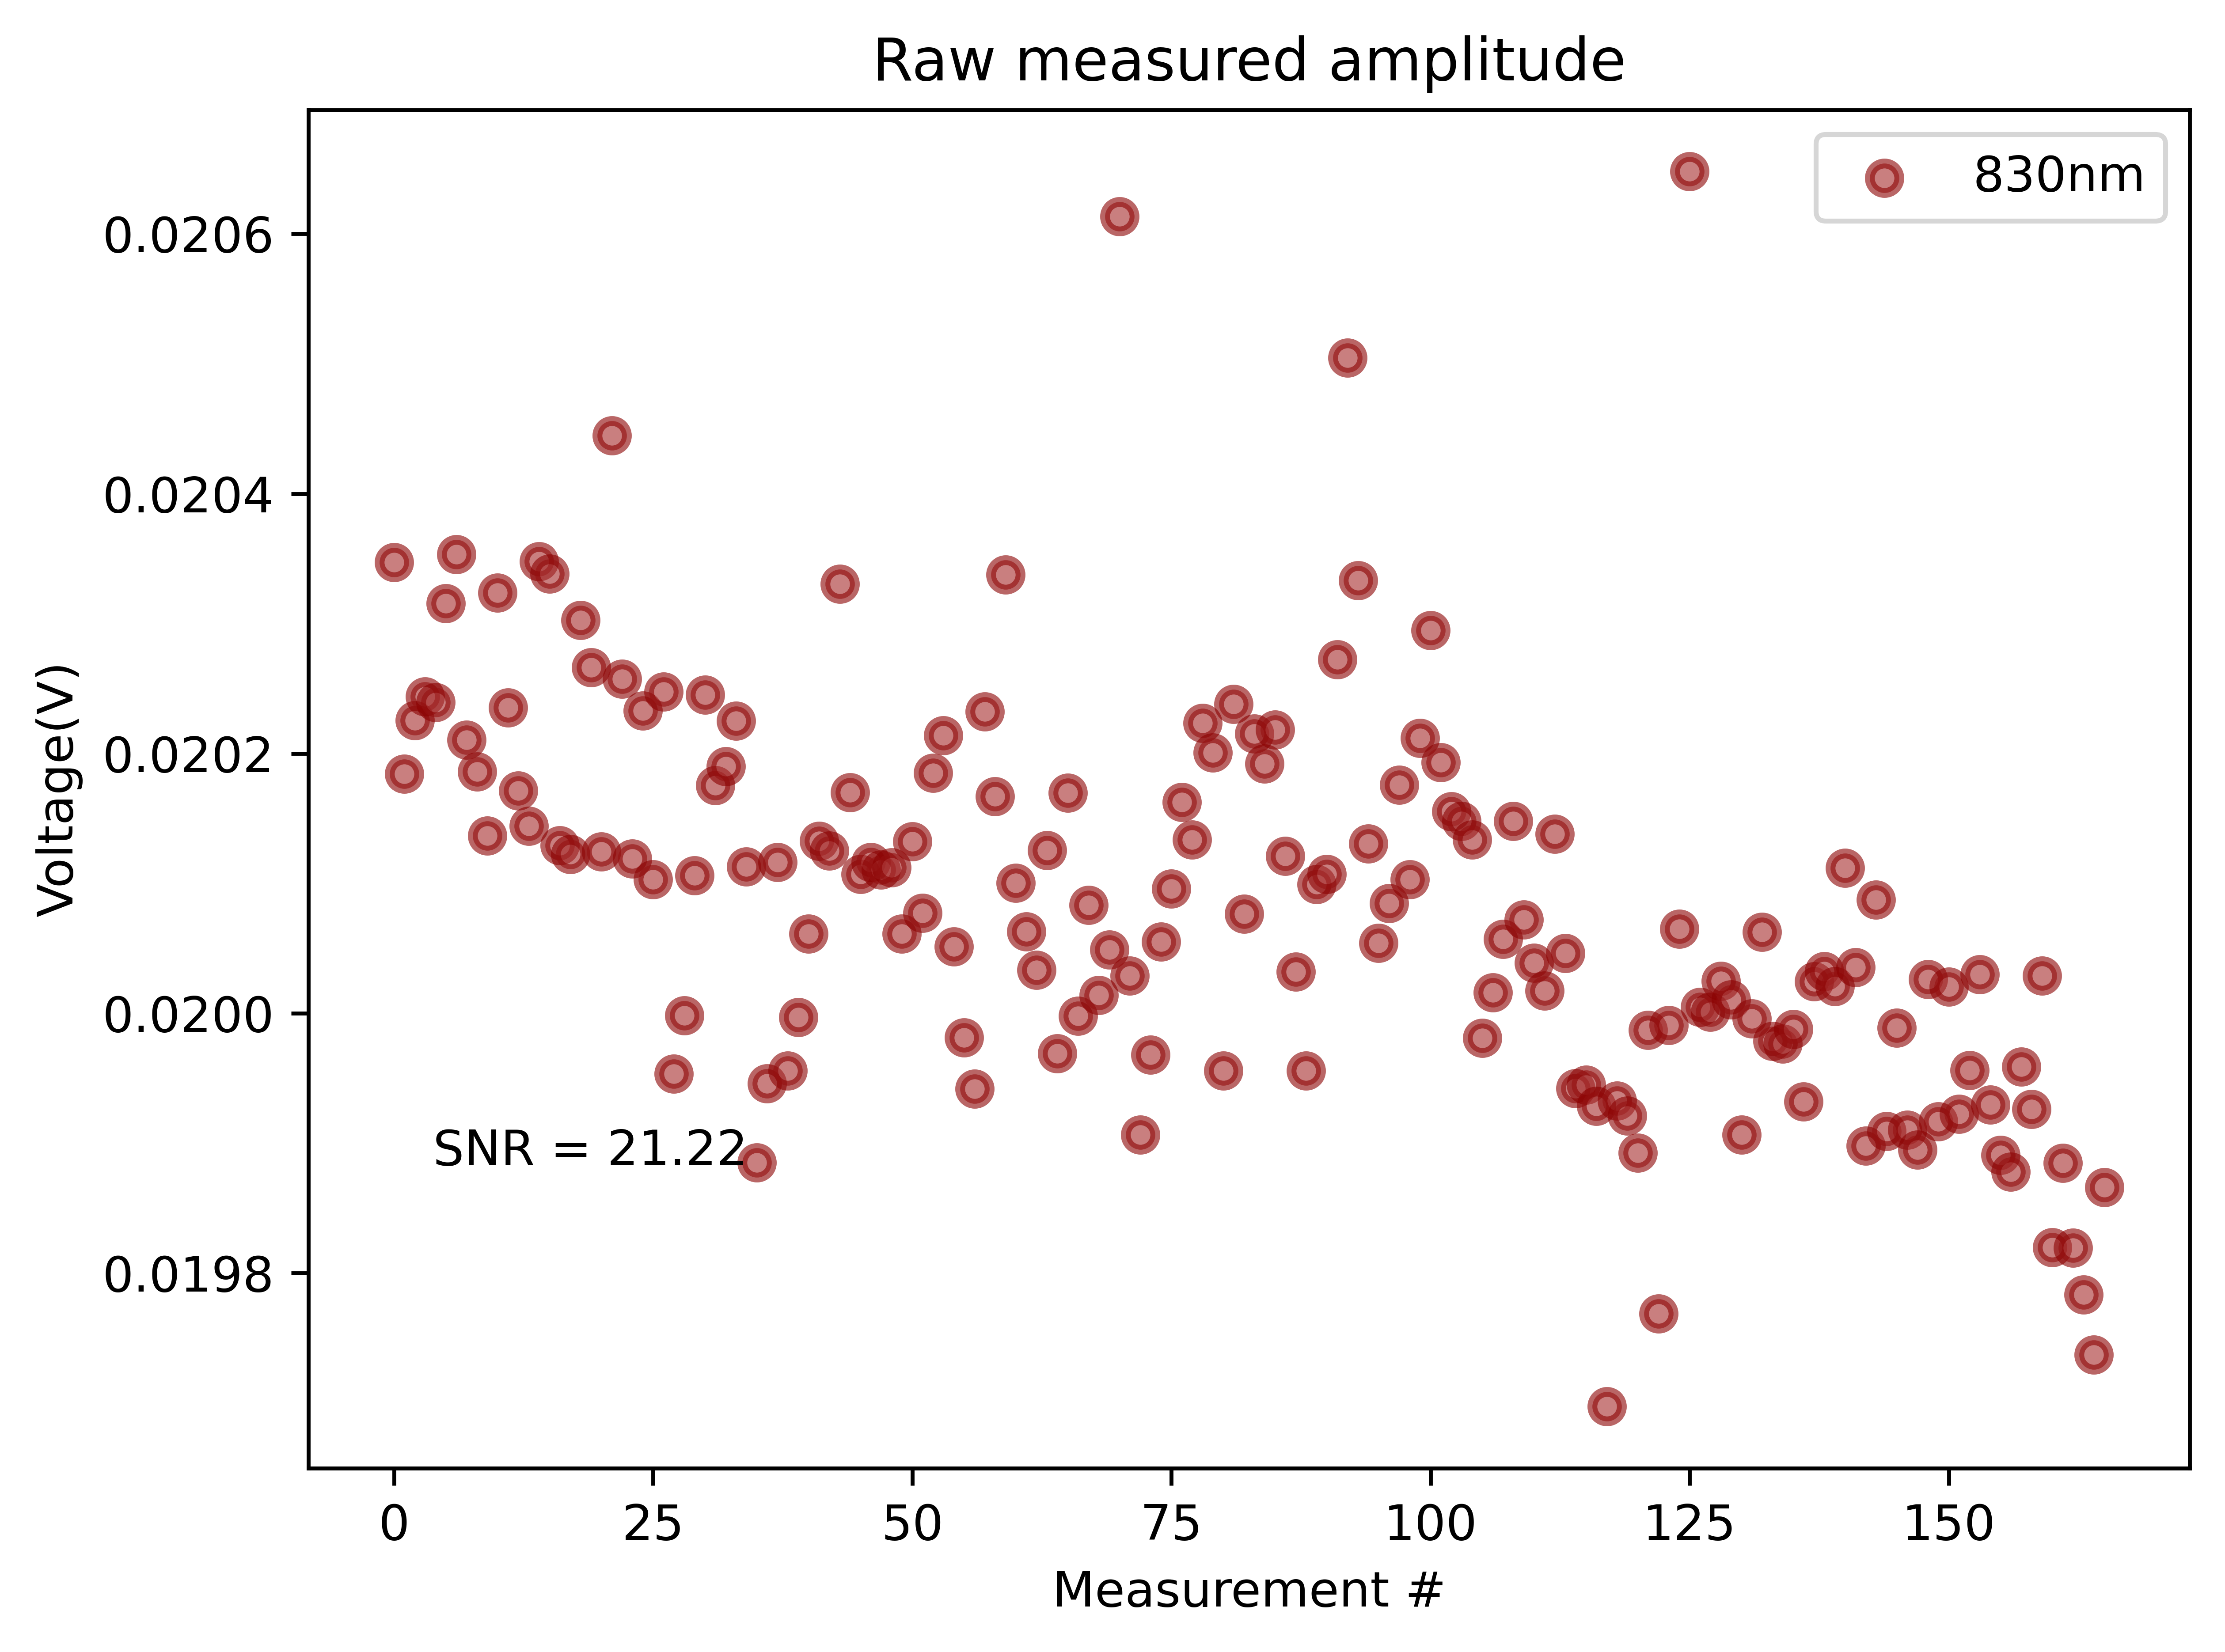 Raw measured amplitude
830nm
0.0206
0.0204
0.0202
0.0200
0.0198
Voltage(V)
SNR = 21.22
0 25 50 75 100 125 150
Measurement #